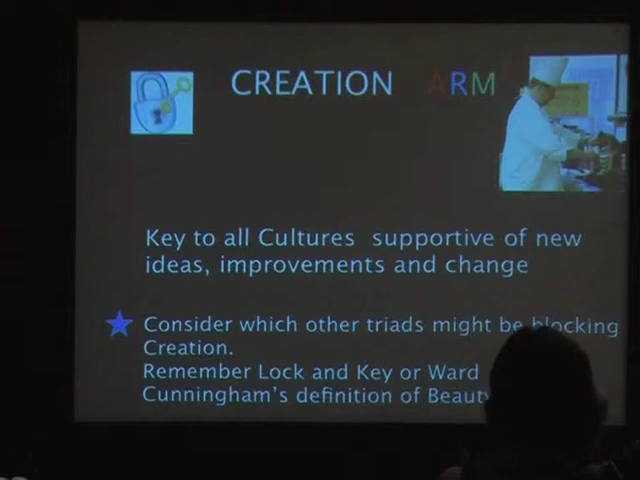 CREATION ARM
Key to all Cultures supportive of new
ideas, improvements and change
Consider which other triads might be blocking
Creation.
Remember Lock and Key or Ward
Cunningham's definition of Beauty